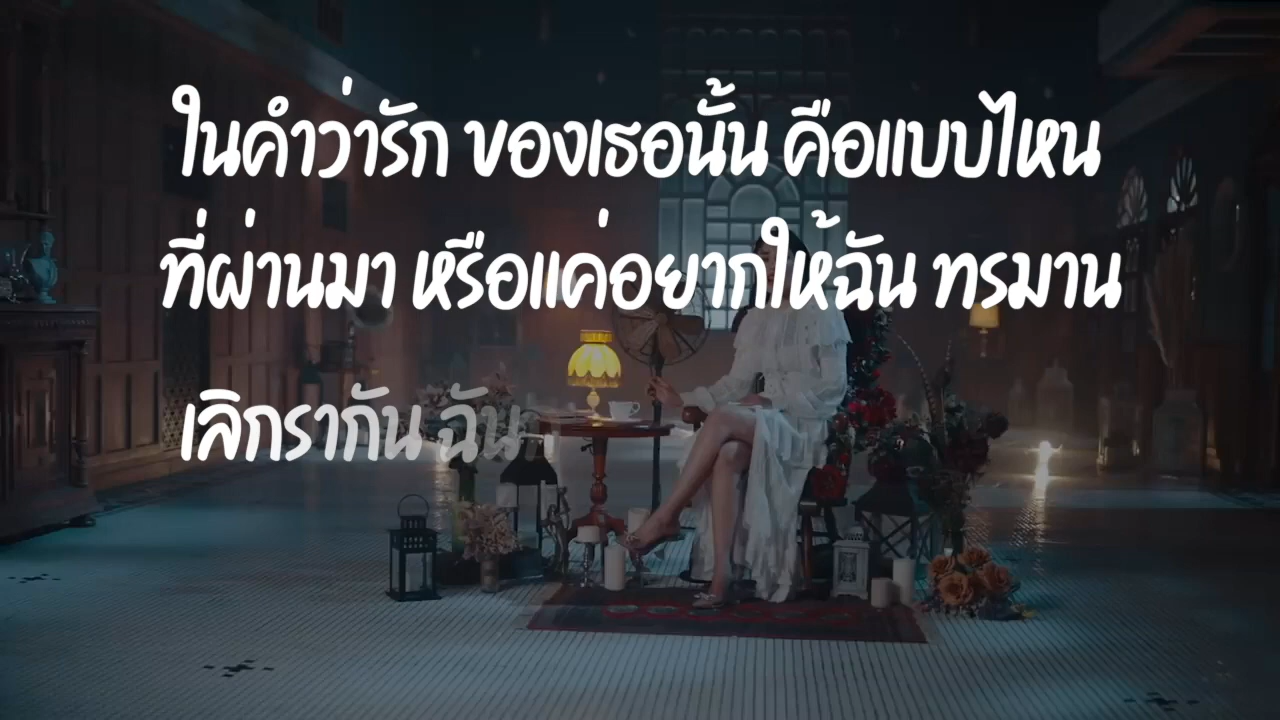 ในคำว่ารัก ของเธอนั้น คือแบบไหน
ที่ผ่านมา หรือแค่อยากให้ฉัน ทรมาน
เลิกรากัน ฉัน